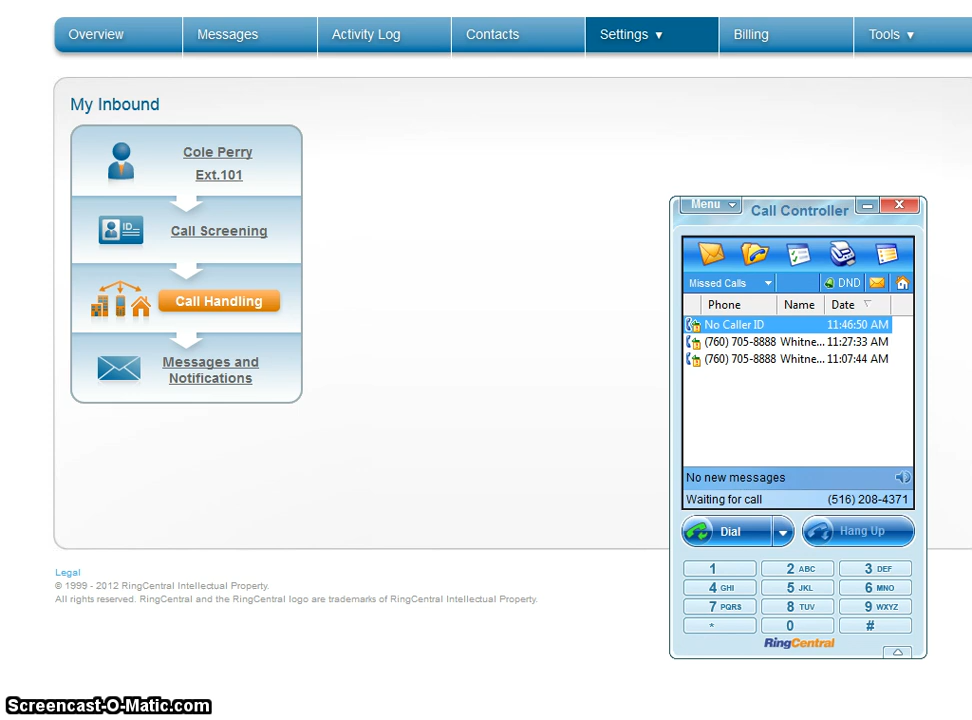 Overview Messages Activity Log Contacts Settings ▼ Billing Tools ▼
My Inbound
Cole Perry
Ext.101
ID
Call Screening
Call Handling
Messages and
Notifications
Menu Call Controller X
Missed Calls DND
Phone Name Date
No Caller ID 11:46:50 AM
(760) 705-8888 Whitne... 11:27:33 AM
(760) 705-8888 Whitne... 11:07:44 AM
No new messages
Waiting for call (516) 208-4371
Dial Hang Up
1 2 ABC 3 DEF
4 GHI 5 JKL 6 MNO
7 PQRS 8 TUV 9 WXYZ
* 0 #
RingCentral
Legal
© 1999 - 2012 RingCentral Intellectual Property.
All rights reserved. RingCentral and the RingCentral logo are trademarks of RingCentral Intellectual Property.
Screencast-O-Matic.com